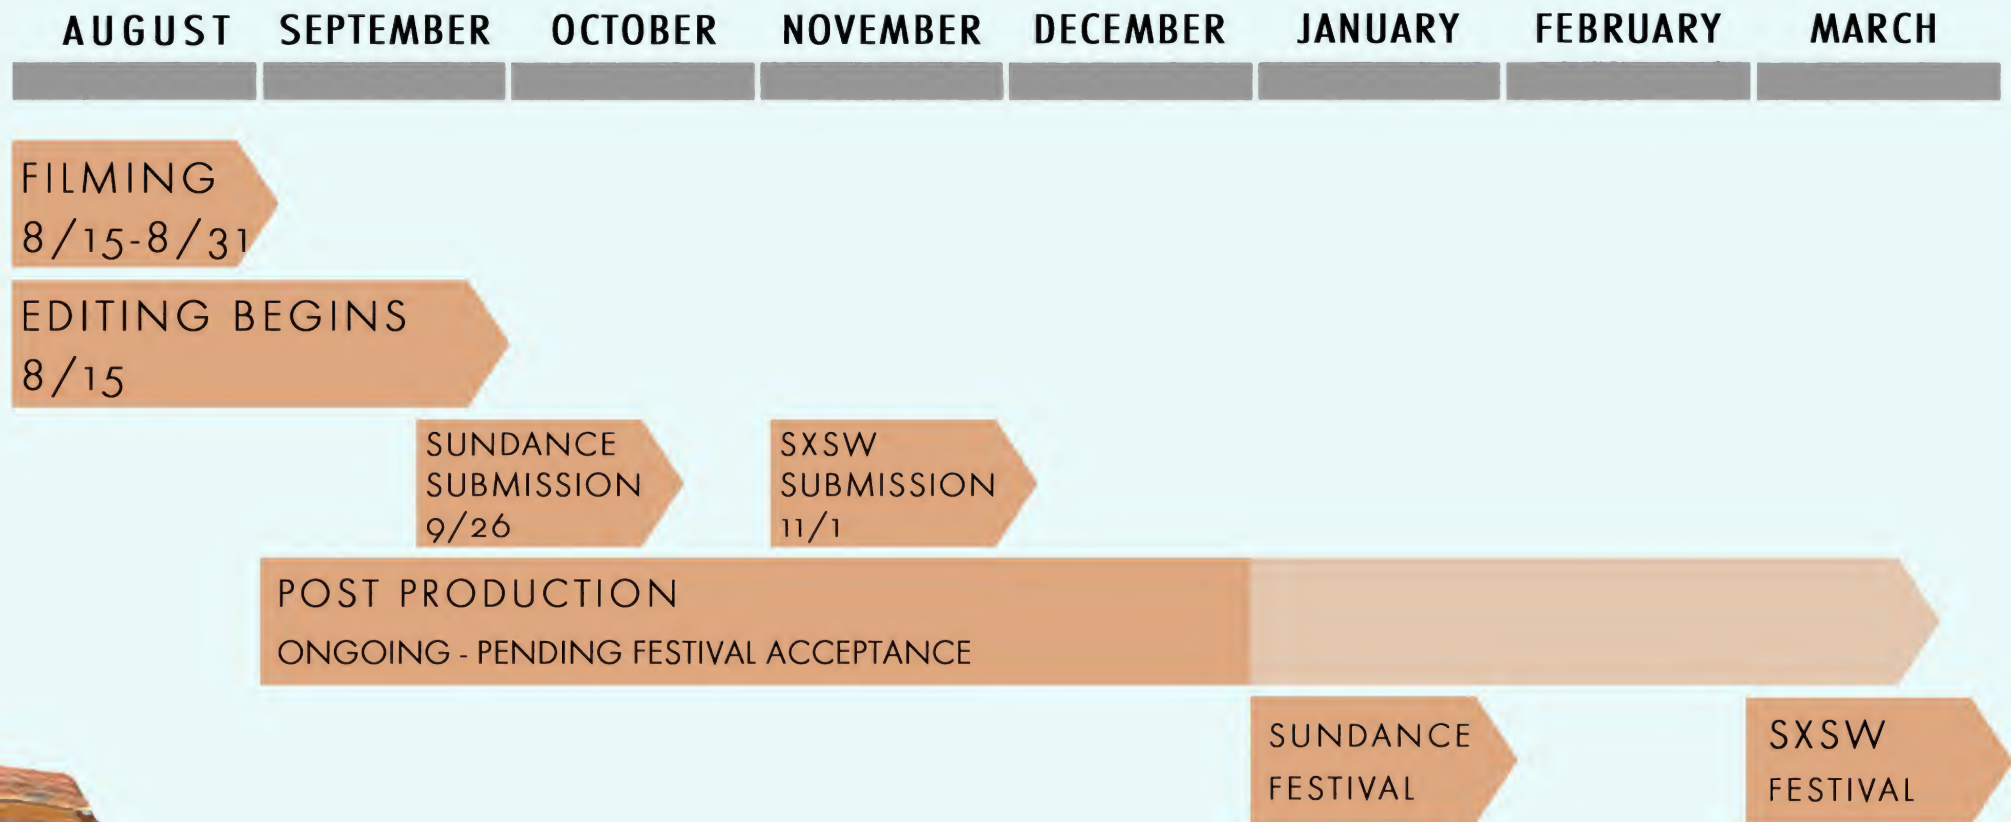 AUGUST SEPTEMBER OCTOBER NOVEMBER DECEMBER JANUARY FEBRUARY MARCH
FILMING
8/15-8/31
EDITING BEGINS
8/15
SUNDANCE
SUBMISSION
9/26
SXSW
SUBMISSION
11/1
POST PRODUCTION
ONGOING - PENDING FESTIVAL ACCEPTANCE
SUNDANCE
FESTIVAL
SXSW
FESTIVAL